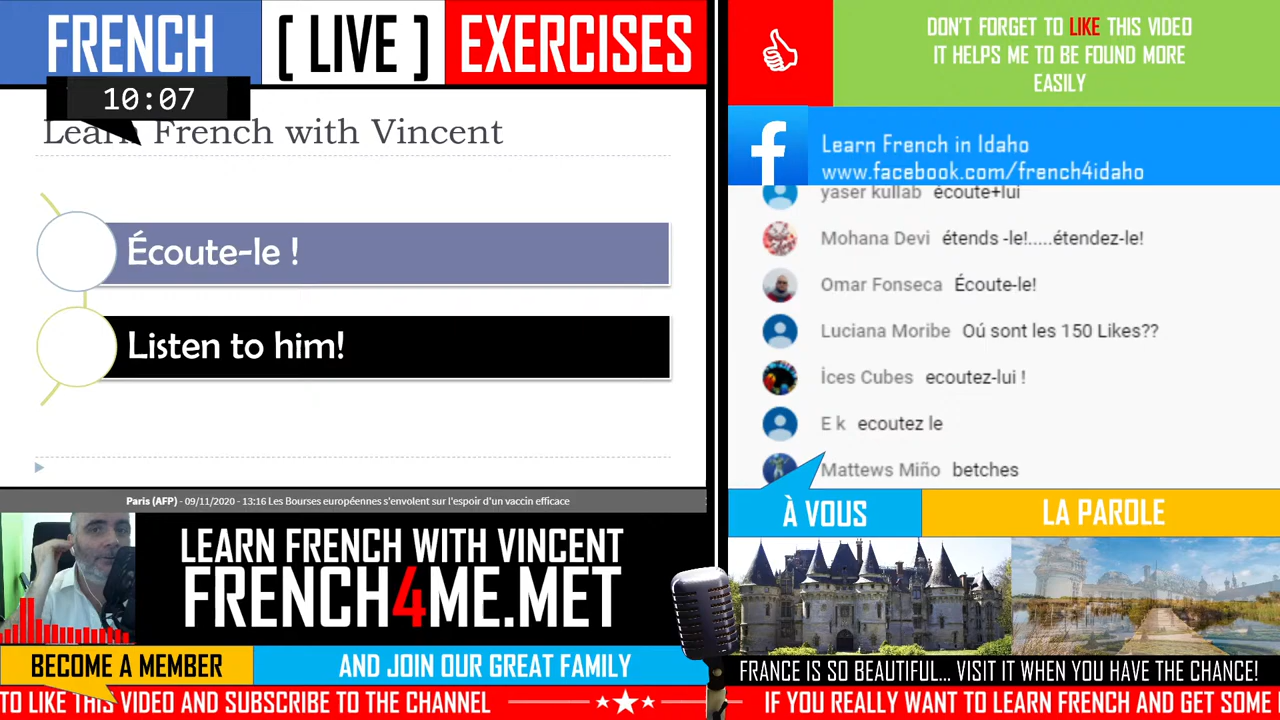 FRENCH
[ LIVE ]
EXERCISES
10:07
Learn French with Vincent
Écoute-le !
Listen to him!
Paris (AFP) - 09/11/2020 - 13:16 Les Bourses européennes s'envolent sur l'espoir d'un vaccin efficace
LEARN FRENCH WITH VINCENT
FRENCH4ME.MET
BECOME A MEMBER
AND JOIN OUR GREAT FAMILY
TO LIKE THIS VIDEO AND SUBSCRIBE TO THE CHANNEL
IF YOU REALLY WANT TO LEARN FRENCH AND GET SOME
DON'T FORGET TO LIKE THIS VIDEO
IT HELPS ME TO BE FOUND MORE
EASILY
Learn French in Idaho
www.facebook.com/french4idaho
yaser kullab écoute+lui
Mohana Devi étends -le!.....étendez-le!
Omar Fonseca Écoute-le!
Luciana Moribe Oú sont les 150 Likes??
İces Cubes ecoutez-lui !
E k ecoutez le
Mattews Miño betches
À VOUS
LA PAROLE
FRANCE IS SO BEAUTIFUL... VISIT IT WHEN YOU HAVE THE CHANCE!